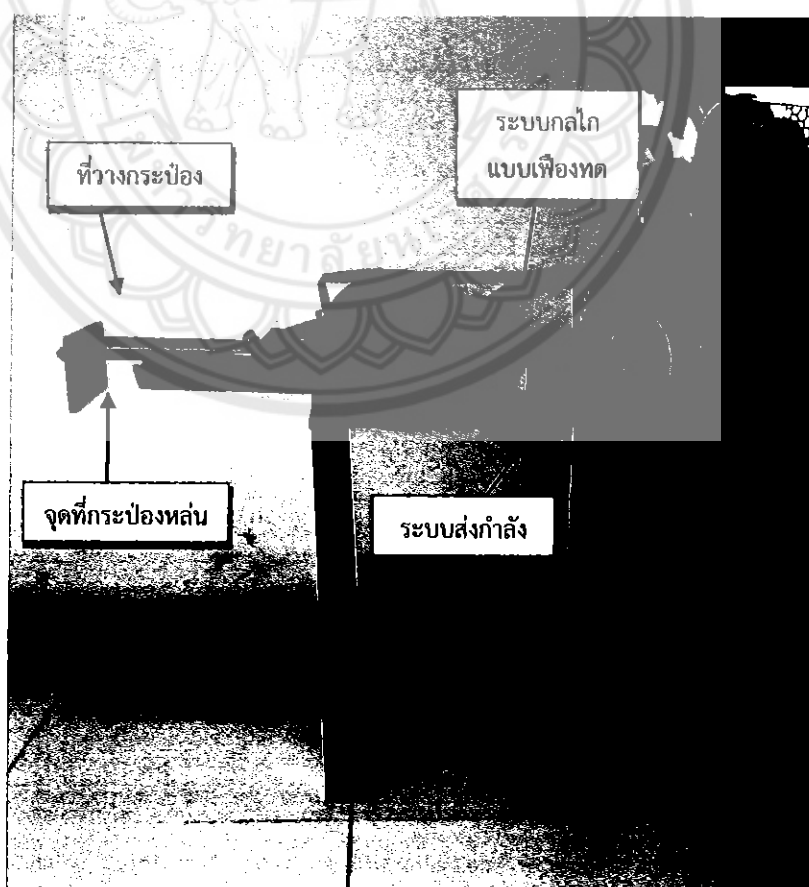 ระบบกลไก
แบบเฟืองทด
ที่วางกระป๋อง
จุดที่กระป๋องหล่น
ระบบส่งกำลัง